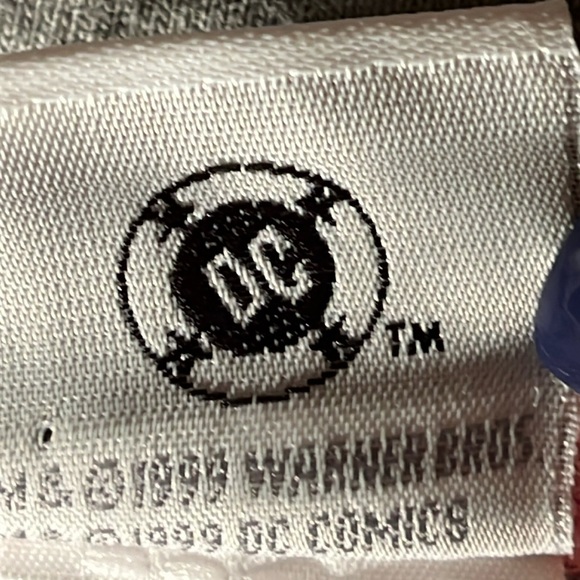 DC
TM
& ©1999 WARNER BROS.
& ©1999 DC COMICS